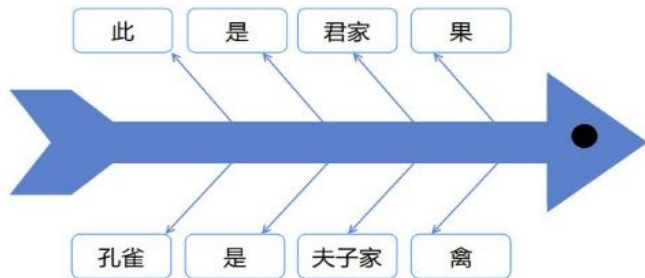 此 是 君家 果
孔雀 是 夫子家 禽